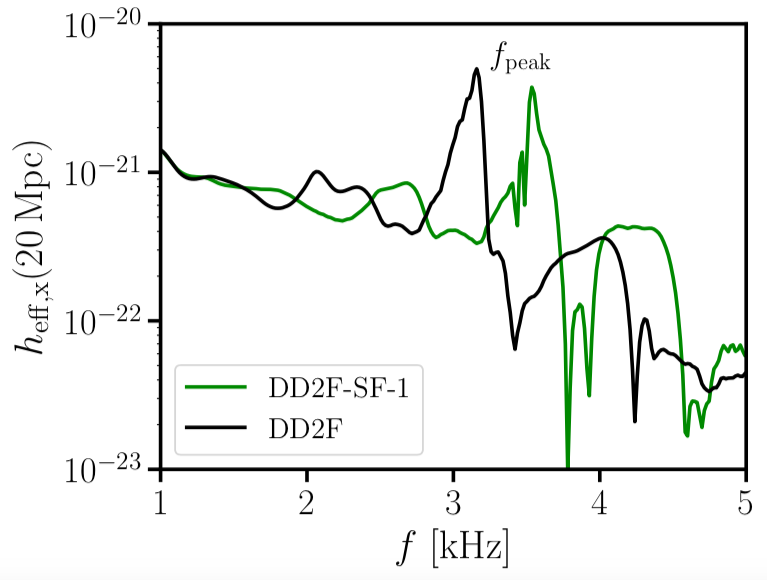 10⁻²⁰
10⁻²¹
10⁻²²
10⁻²³
h_eff,x(20 Mpc)
f_peak
DD2F-SF-1
DD2F
1 2 3 4 5
f [kHz]